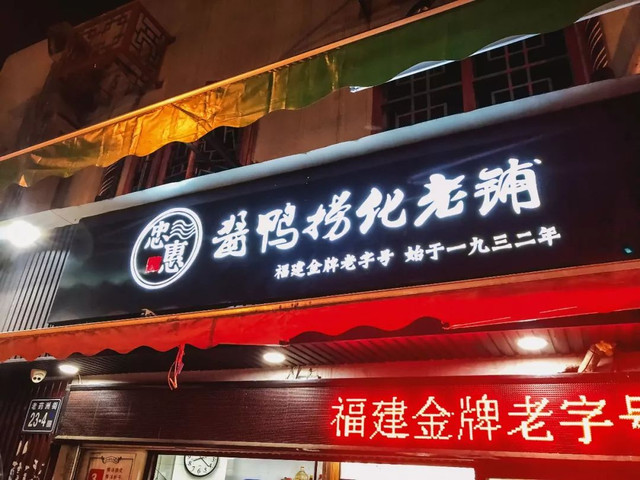 忠惠
酱鸭捞化老铺
福建金牌老字号 始于一九三二年
福建金牌老字号
23-4